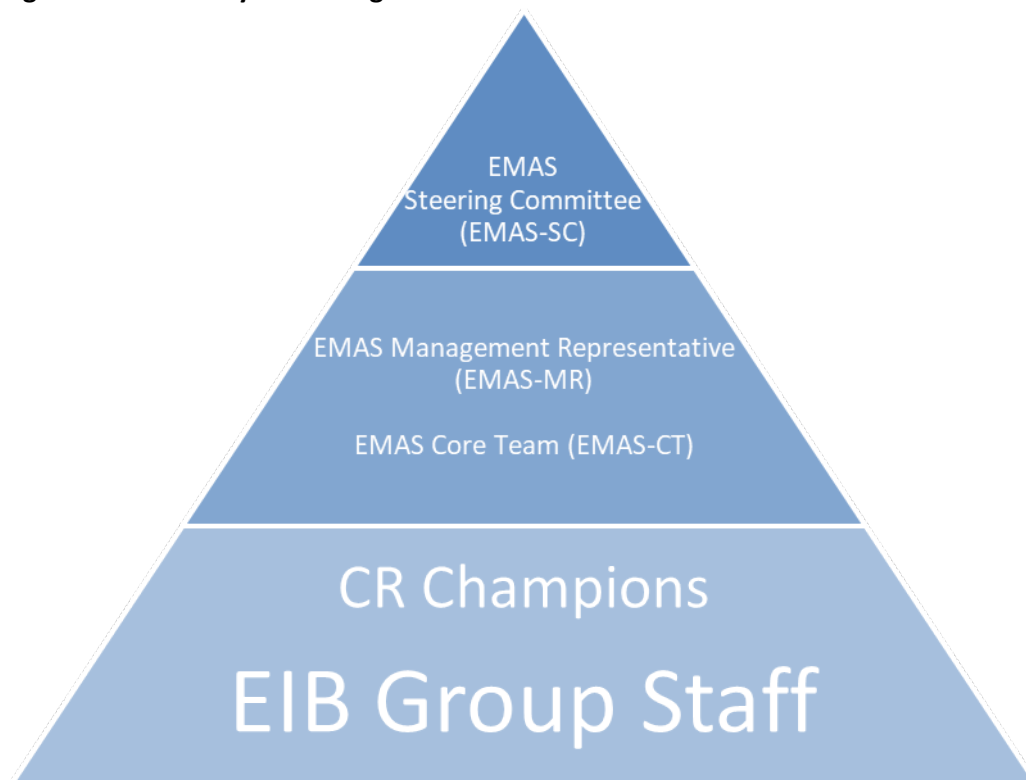 EMAS
Steering Committee
(EMAS-SC)
EMAS Management Representative
(EMAS-MR)
EMAS Core Team (EMAS-CT)
CR Champions
EIB Group Staff